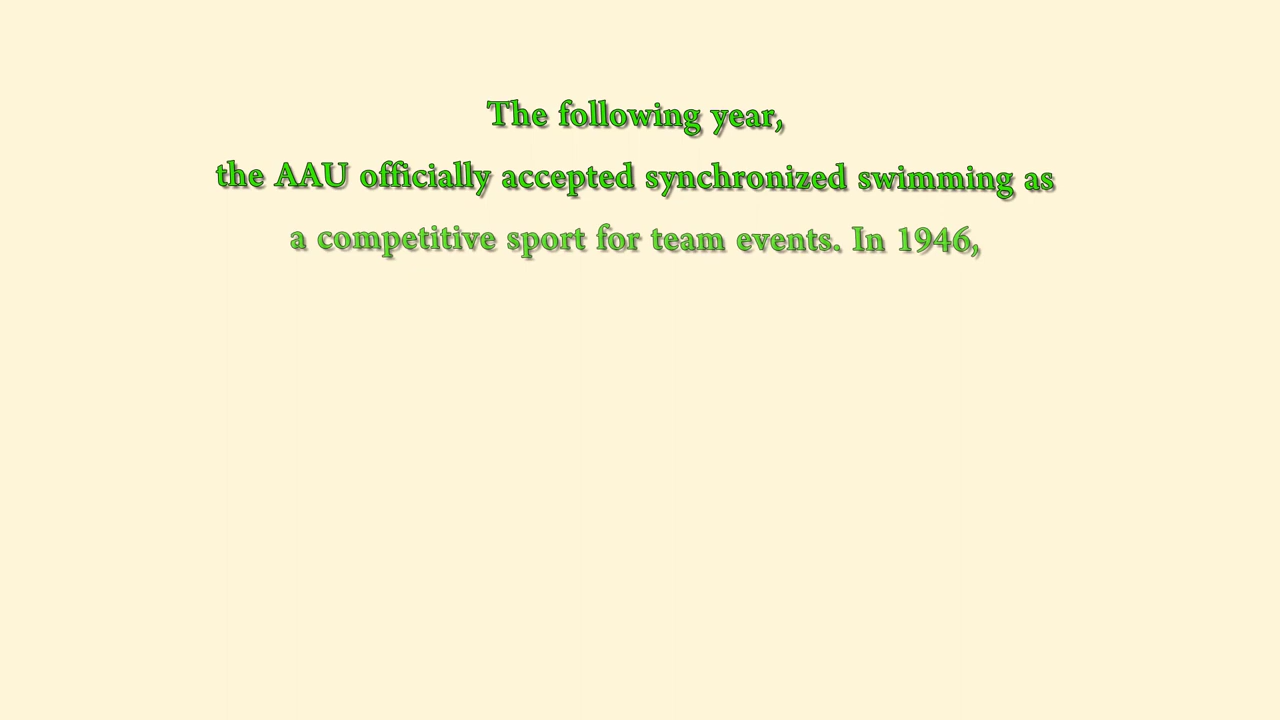 The following year,
the AAU officially accepted synchronized swimming as
a competitive sport for team events. In 1946,